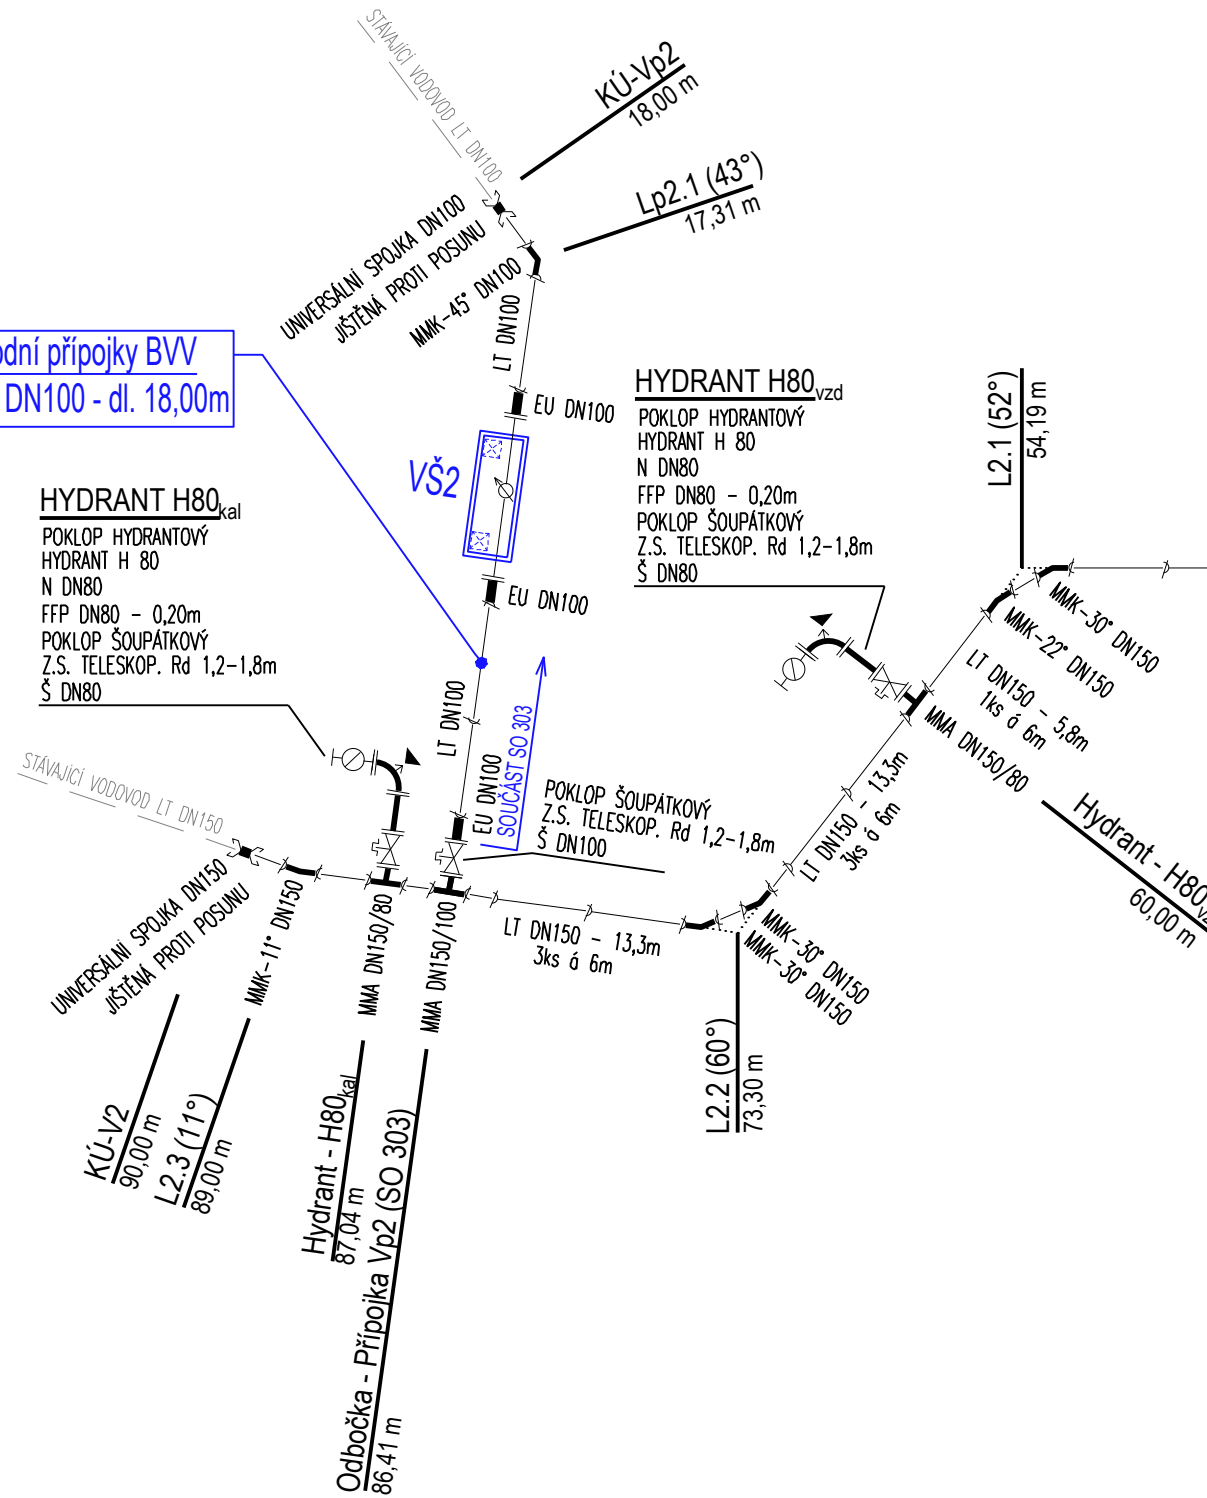 STÁVAJÍCÍ VODOVOD LT DN100
KÚ-Vp2
18,00 m
Lp2.1 (43°)
17,31 m
UNIVERSÁLNÍ SPOJKA DN100
JIŠTĚNÁ PROTI POSUNU
MMK-45° DN100
LT DN100
odní přípojky BVV
DN100 - dl. 18,00m
EU DN100
VŠ2
EU DN100
HYDRANT H80vzd
POKLOP HYDRANTOVÝ
HYDRANT H 80
N DN80
FFP DN80 - 0,20m
POKLOP ŠOUPÁTKOVÝ
Z.S. TELESKOP. Rd 1,2-1,8m
Š DN80
L2.1 (52°)
54,19 m
HYDRANT H80kal
POKLOP HYDRANTOVÝ
HYDRANT H 80
N DN80
FFP DN80 - 0,20m
POKLOP ŠOUPÁTKOVÝ
Z.S. TELESKOP. Rd 1,2-1,8m
Š DN80
MMK-30° DN150
MMK-22° DN150
LT DN150 - 5,8m
1ks á 6m
MMA DN150/80
LT DN150 - 13,3m
3ks á 6m
Hydrant - H80vz
60,00 m
LT DN100
EU DN100
SOUČÁST SO 303
POKLOP ŠOUPÁTKOVÝ
Z.S. TELESKOP. Rd 1,2-1,8m
Š DN100
STÁVAJÍCÍ VODOVOD LT DN150
UNIVERSÁLNÍ SPOJKA DN150
JIŠTĚNÁ PROTI POSUNU
MMK-11° DN150
MMA DN150/80
MMA DN150/100
LT DN150 - 13,3m
3ks á 6m
MMK-30° DN150
MMK-30° DN150
L2.2 (60°)
73,30 m
KÚ-V2
90,00 m
L2.3 (11°)
89,00 m
Hydrant - H80kal
87,04 m
Odbočka - Přípojka Vp2 (SO 303)
86,41 m